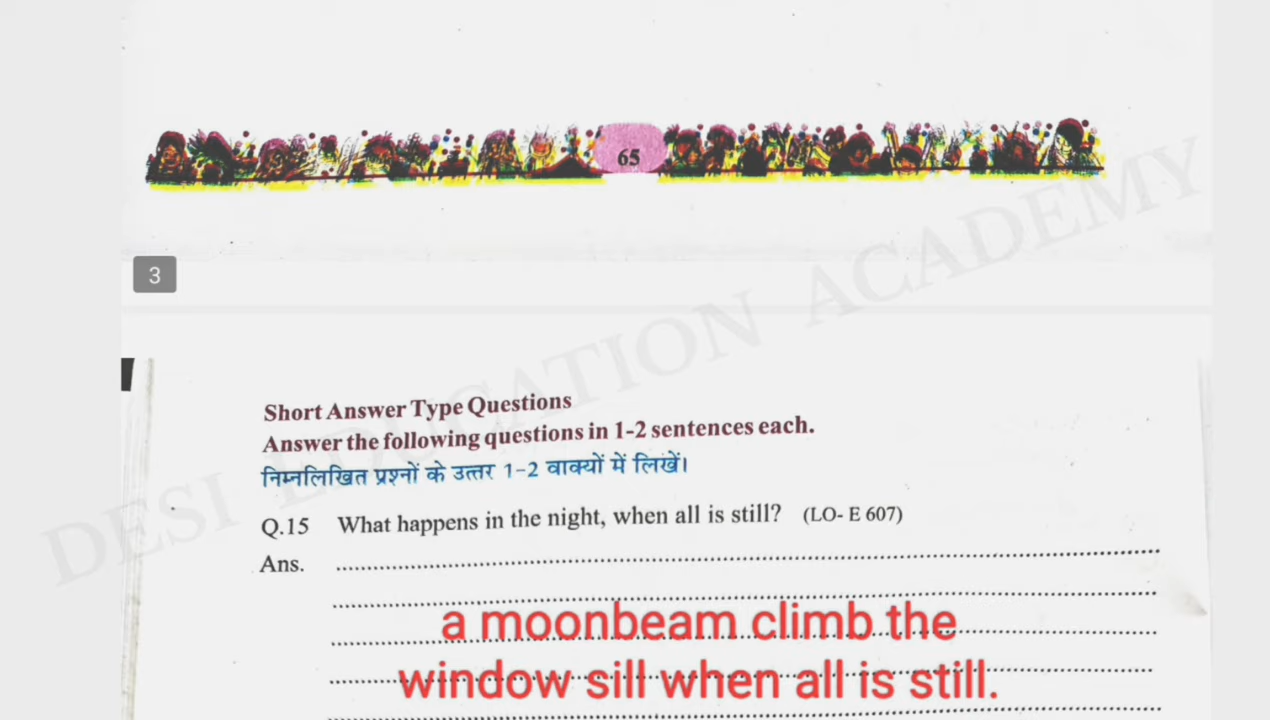 65
3
DESI EDUCATION ACADEMY
Short Answer Type Questions
Answer the following questions in 1-2 sentences each.
निम्नलिखित प्रश्नों के उत्तर 1-2 वाक्यों में लिखें।
Q.15 What happens in the night, when all is still? (LO- E 607)
Ans.
a moonbeam climb the
window sill when all is still.